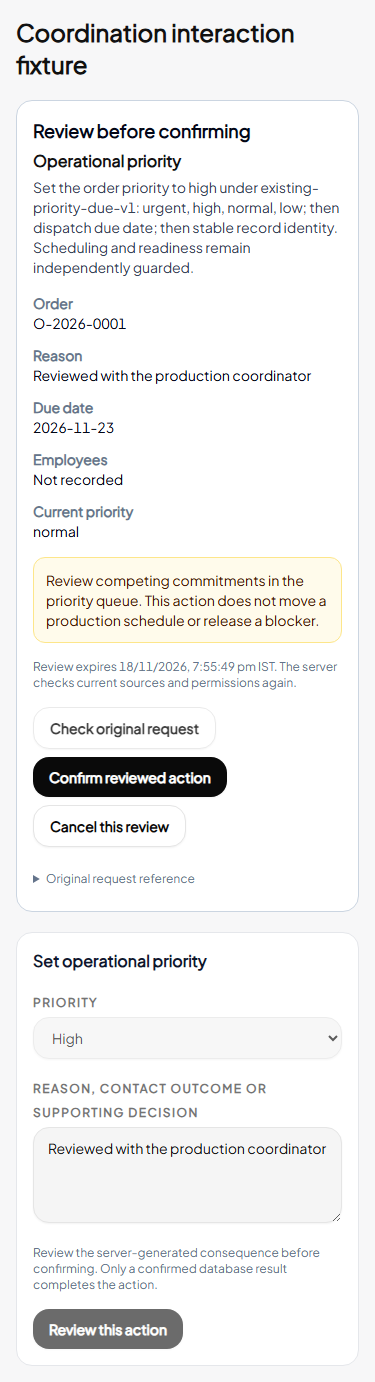 Coordination interaction
fixture
Review before confirming
Operational priority
Set the order priority to high under existing-
priority-due-v1: urgent, high, normal, low; then
dispatch due date; then stable record identity.
Scheduling and readiness remain
independently guarded.
Order
O-2026-0001
Reason
Reviewed with the production coordinator
Due date
2026-11-23
Employees
Not recorded
Current priority
normal
Review competing commitments in the
priority queue. This action does not move a
production schedule or release a blocker.
Review expires 18/11/2026, 7:55:49 pm IST. The server
checks current sources and permissions again.
Check original request
Confirm reviewed action
Cancel this review
Original request reference
Set operational priority
PRIORITY
High
REASON, CONTACT OUTCOME OR
SUPPORTING DECISION
Reviewed with the production coordinator
Review the server-generated consequence before
confirming. Only a confirmed database result
completes the action.
Review this action